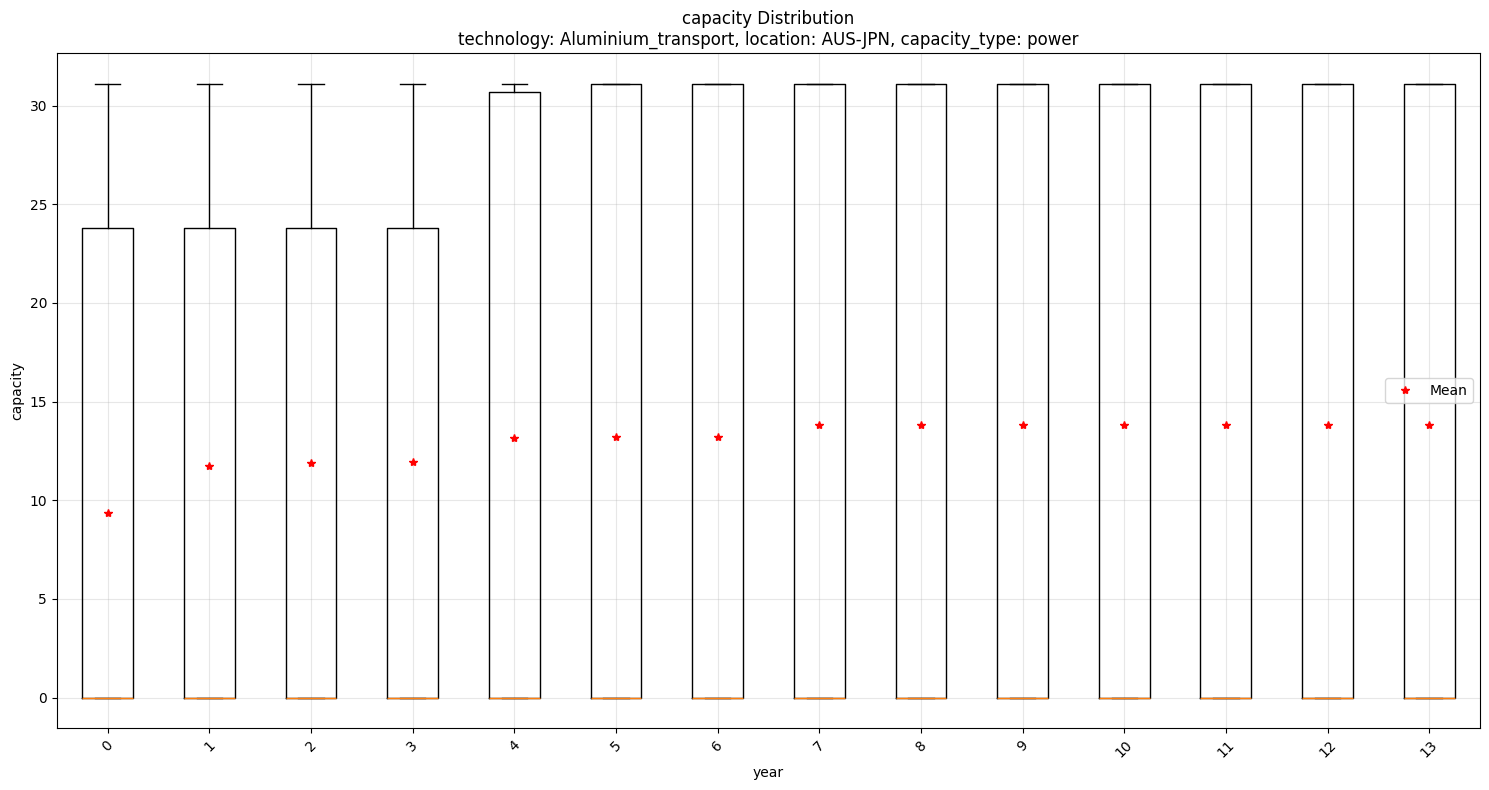 capacity Distribution
technology: Aluminium_transport, location: AUS-JPN, capacity_type: power
30
25
20
15
10
5
0
capacity
Mean
0 1 2 3 4 5 6 7 8 9 10 11 12 13
year